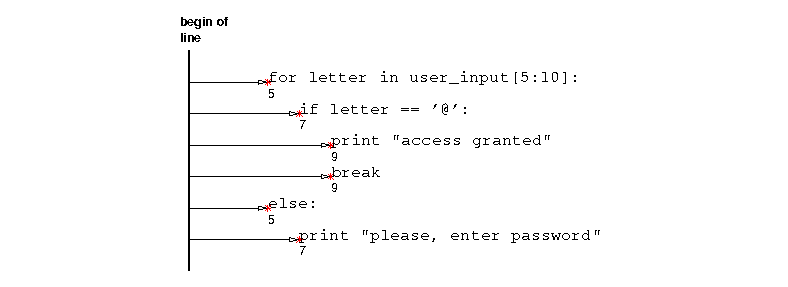 begin of
line
for letter in user_input[5:10]:
5
if letter == '@':
7
print "access granted"
9
break
9
else:
5
print "please, enter password"
7